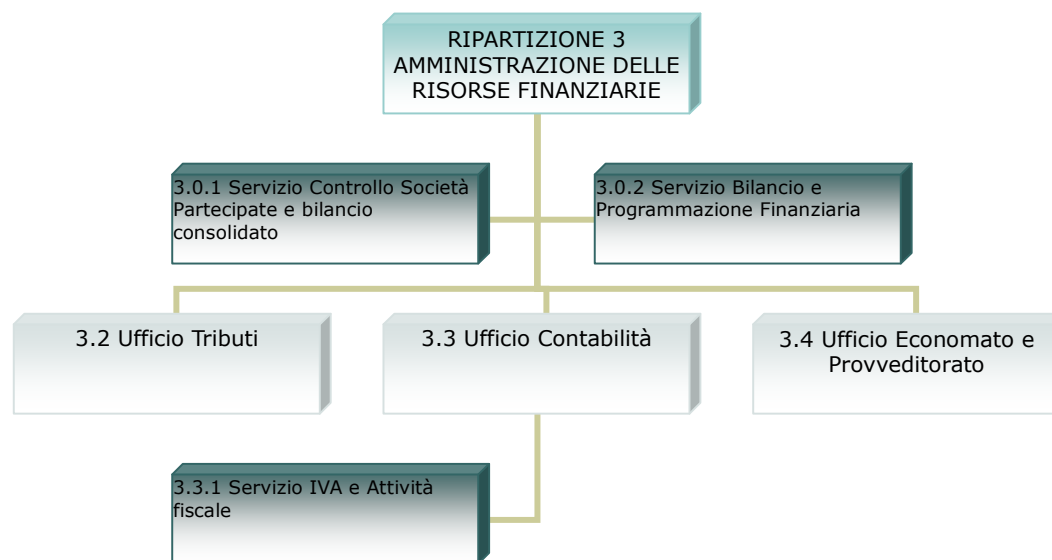 RIPARTIZIONE 3
AMMINISTRAZIONE DELLE
RISORSE FINANZIARIE
3.0.1 Servizio Controllo Società
Partecipate e bilancio
consolidato
3.0.2 Servizio Bilancio e
Programmazione Finanziaria
3.2 Ufficio Tributi
3.3 Ufficio Contabilità
3.4 Ufficio Economato e
Provveditorato
3.3.1 Servizio IVA e Attività
fiscale